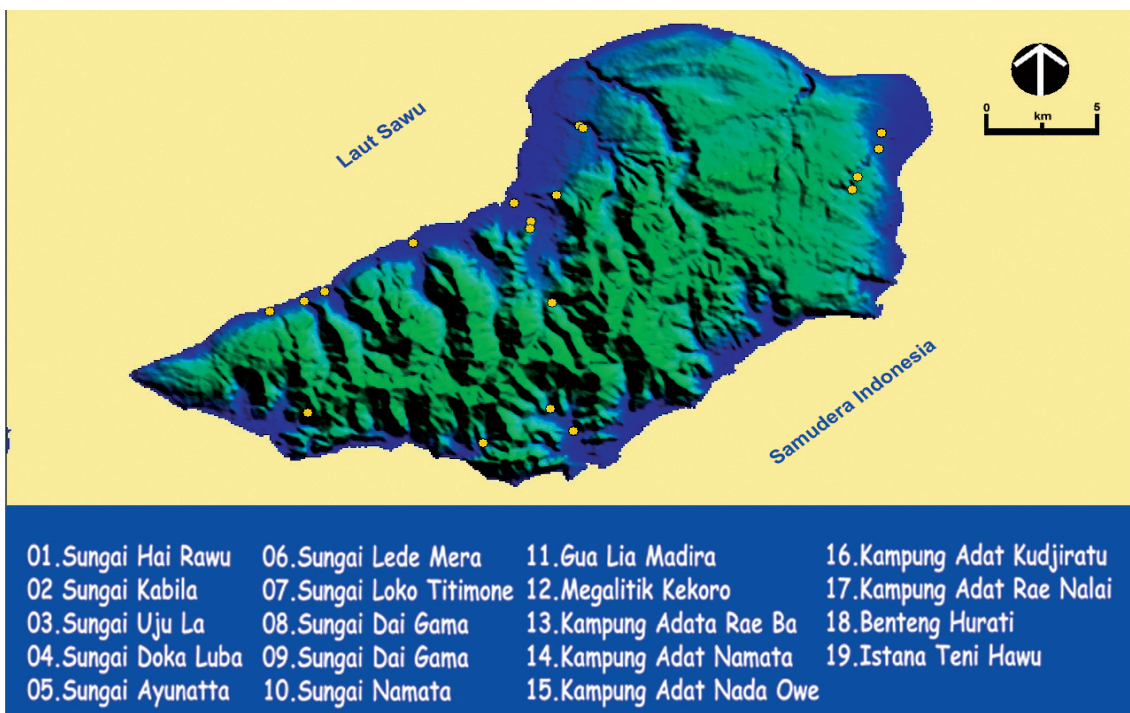 Laut Sawu
0 5
km
Samudera Indonesia
01.Sungai Hai Rawu
02 Sungai Kabila
03.Sungai Uju La
04.Sungai Doka Luba
05.Sungai Ayunatta
06.Sungai Lede Mera
07.Sungai Loko Titimone
08.Sungai Dai Gama
09.Sungai Dai Gama
10.Sungai Namata
11.Gua Lia Madira
12.Megalitik Kekoro
13.Kampung Adata Rae Ba
14.Kampung Adat Namata
15.Kampung Adat Nada Owe
16.Kampung Adat Kudjiratu
17.Kampung Adat Rae Nalai
18.Benteng Hurati
19.Istana Teni Hawu